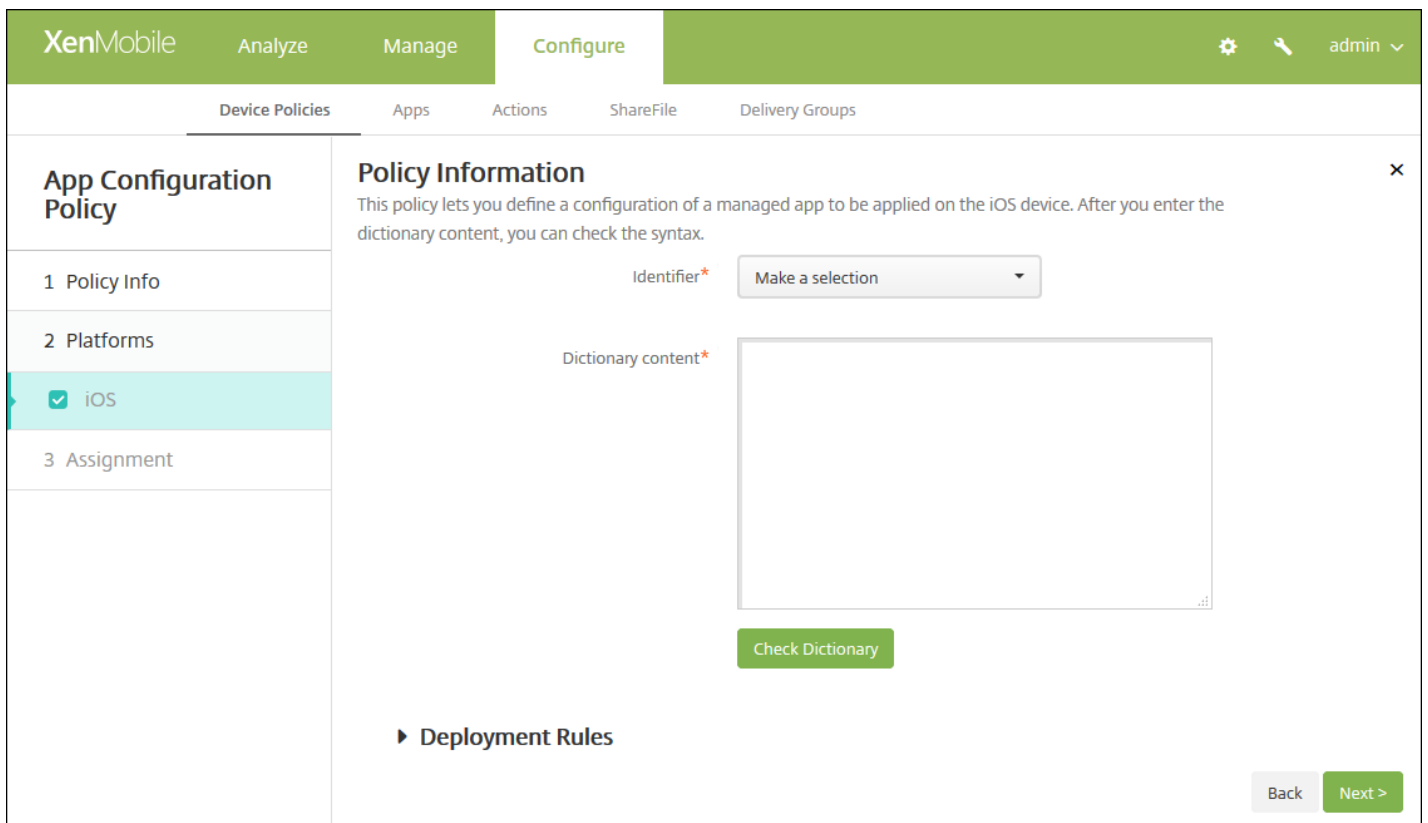 XenMobile Analyze Manage Configure admin
Device Policies Apps Actions ShareFile Delivery Groups
App Configuration
Policy
1 Policy Info
2 Platforms
iOS
3 Assignment
Policy Information
This policy lets you define a configuration of a managed app to be applied on the iOS device. After you enter the
dictionary content, you can check the syntax.
Identifier* Make a selection
Dictionary content*
Check Dictionary
Deployment Rules
Back Next >